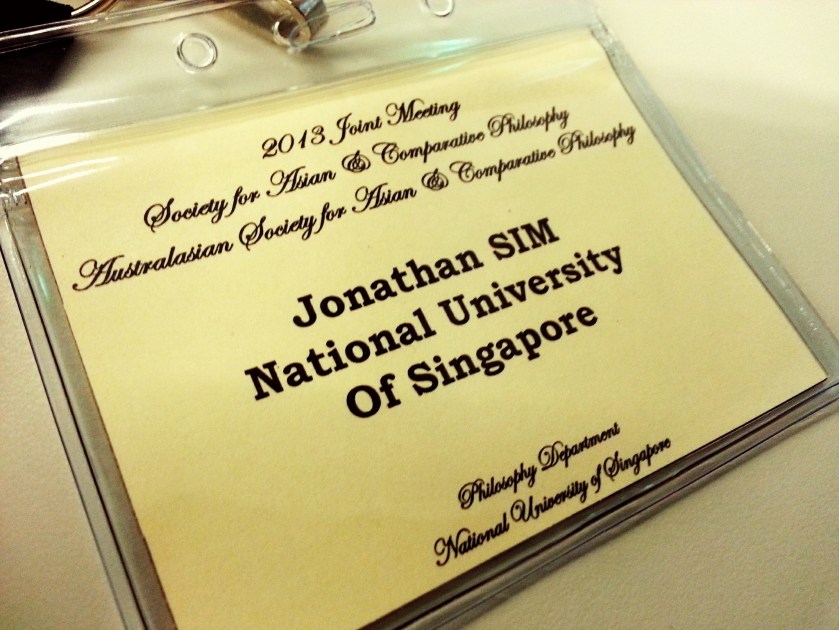 2013 Joint Meeting
Society for Asian & Comparative Philosophy
Australasian Society for Asian & Comparative Philosophy
Jonathan SIM
National University
Of Singapore
Philosophy Department
National University of Singapore